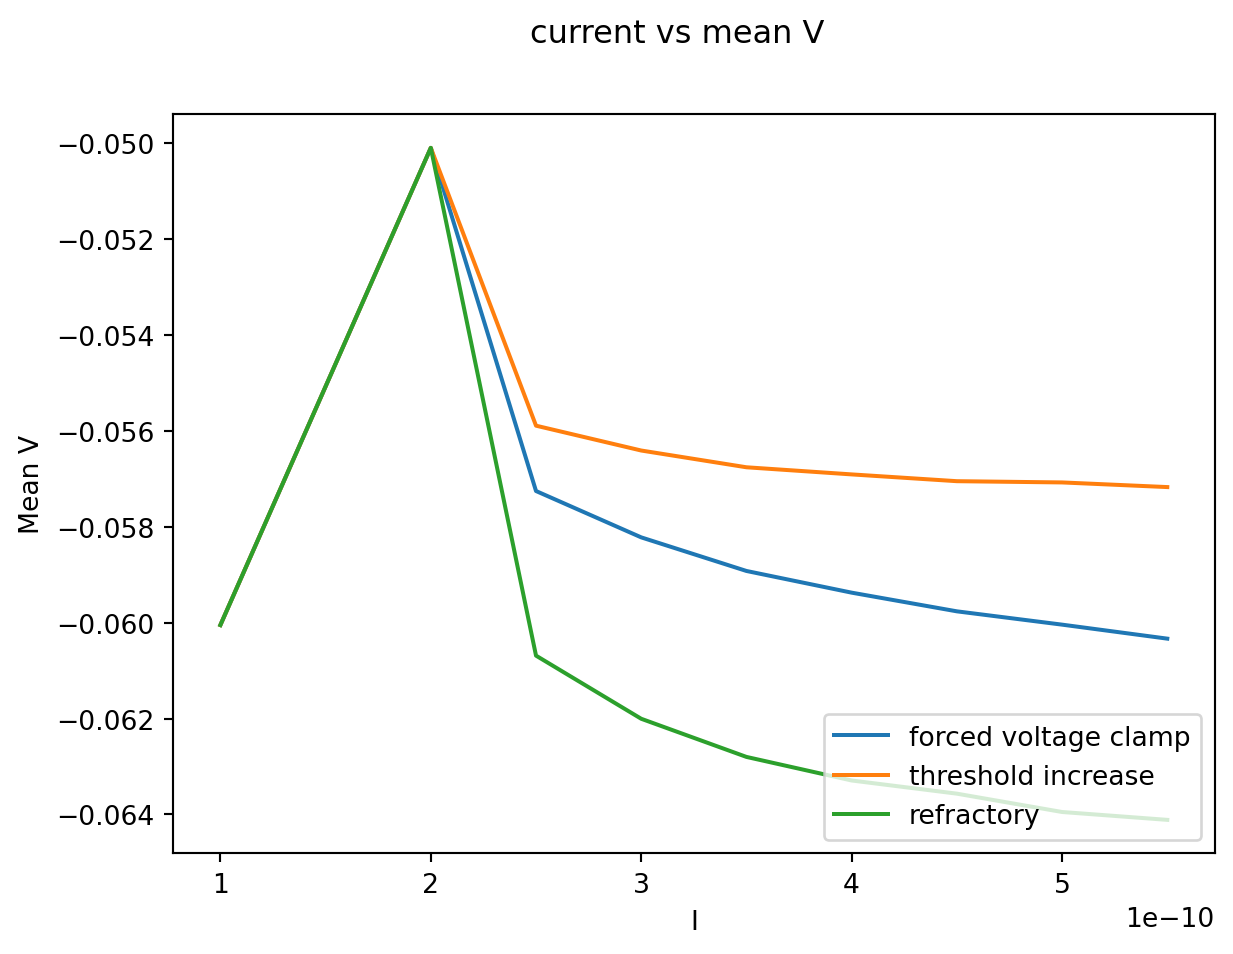 current vs mean V
−0.050
−0.052
−0.054
−0.056
−0.058
−0.060
−0.062
−0.064
Mean V
forced voltage clamp
threshold increase
refractory
1 2 3 4 5
I
1e−10